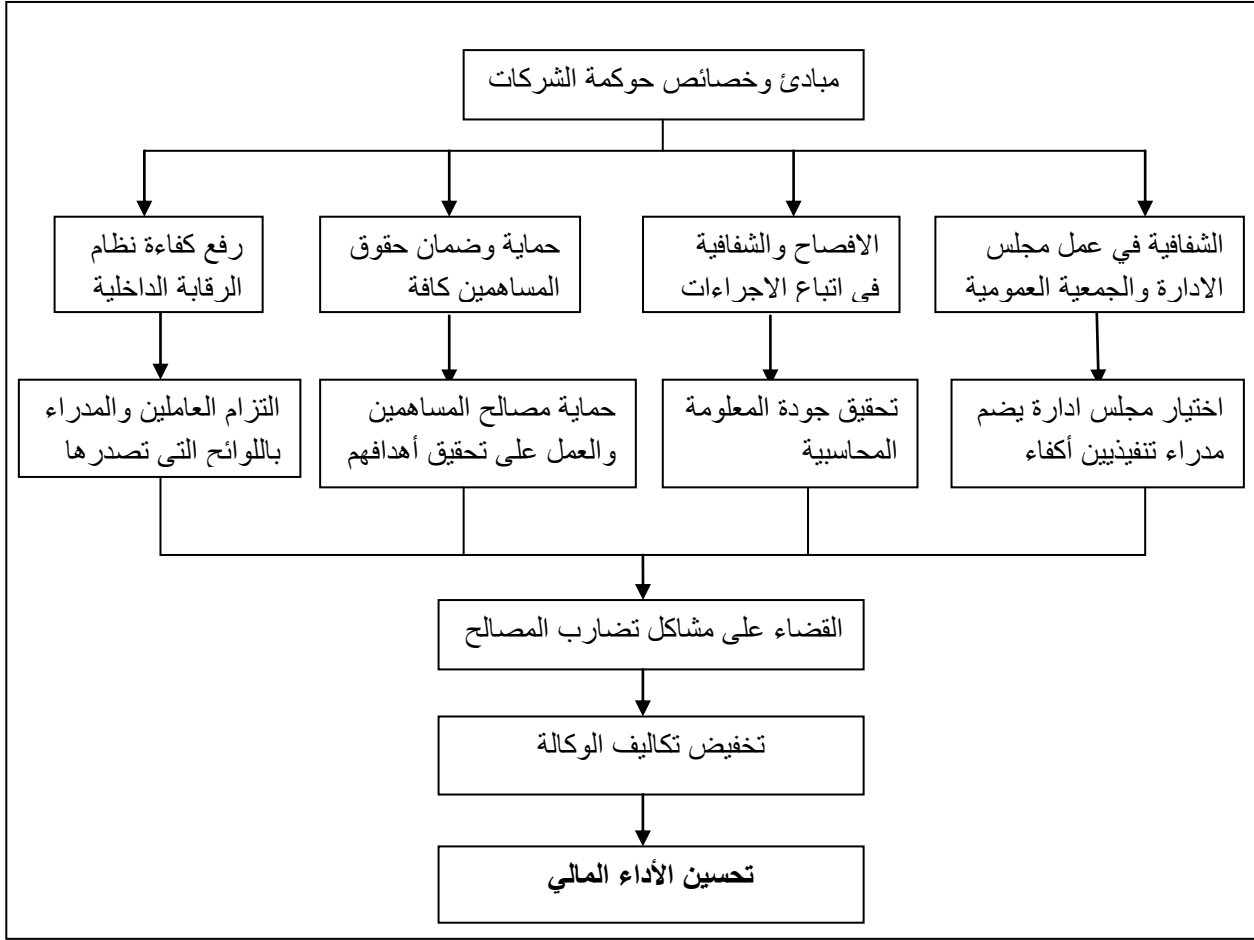 مبادئ وخصائص حوكمة الشركات
الشفافية في عمل مجلس
الادارة والجمعية العمومية
الافصاح والشفافية
في اتباع الاجراءات
حماية وضمان حقوق
المساهمين كافة
رفع كفاءة نظام
الرقابة الداخلية
اختيار مجلس ادارة يضم
مدراء تنفيذيين أكفاء
تحقيق جودة المعلومة
المحاسبية
حماية مصالح المساهمين
والعمل على تحقيق أهدافهم
التزام العاملين والمدراء
باللوائح التي تصدرها
القضاء على مشاكل تضارب المصالح
تخفيض تكاليف الوكالة
تحسين الأداء المالي